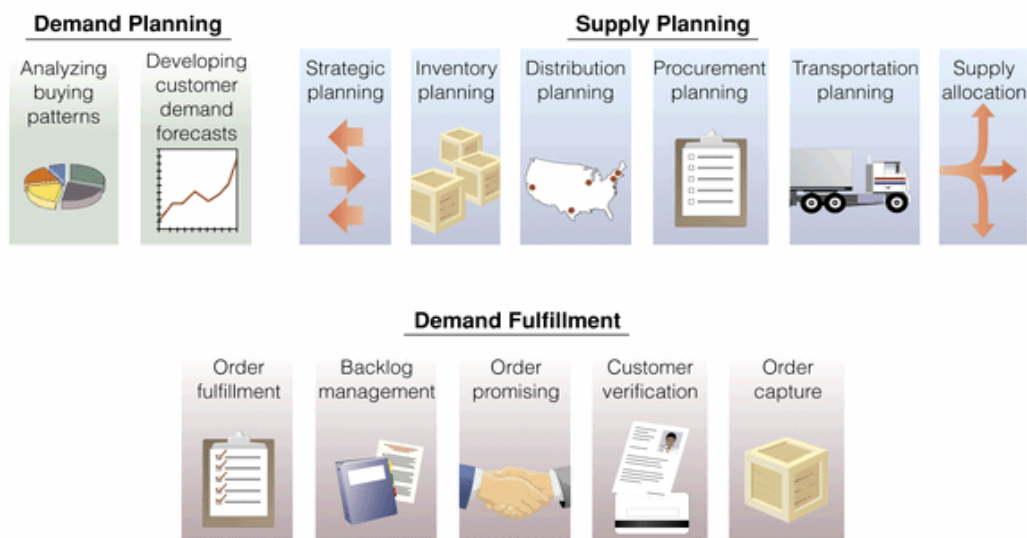 Demand Planning
Analyzing
buying
patterns
Developing
customer
demand
forecasts
Supply Planning
Strategic
planning
Inventory
planning
Distribution
planning
Procurement
planning
Transportation
planning
Supply
allocation
Demand Fulfillment
Order
fulfillment
Backlog
management
Order
promising
Customer
verification
Order
capture